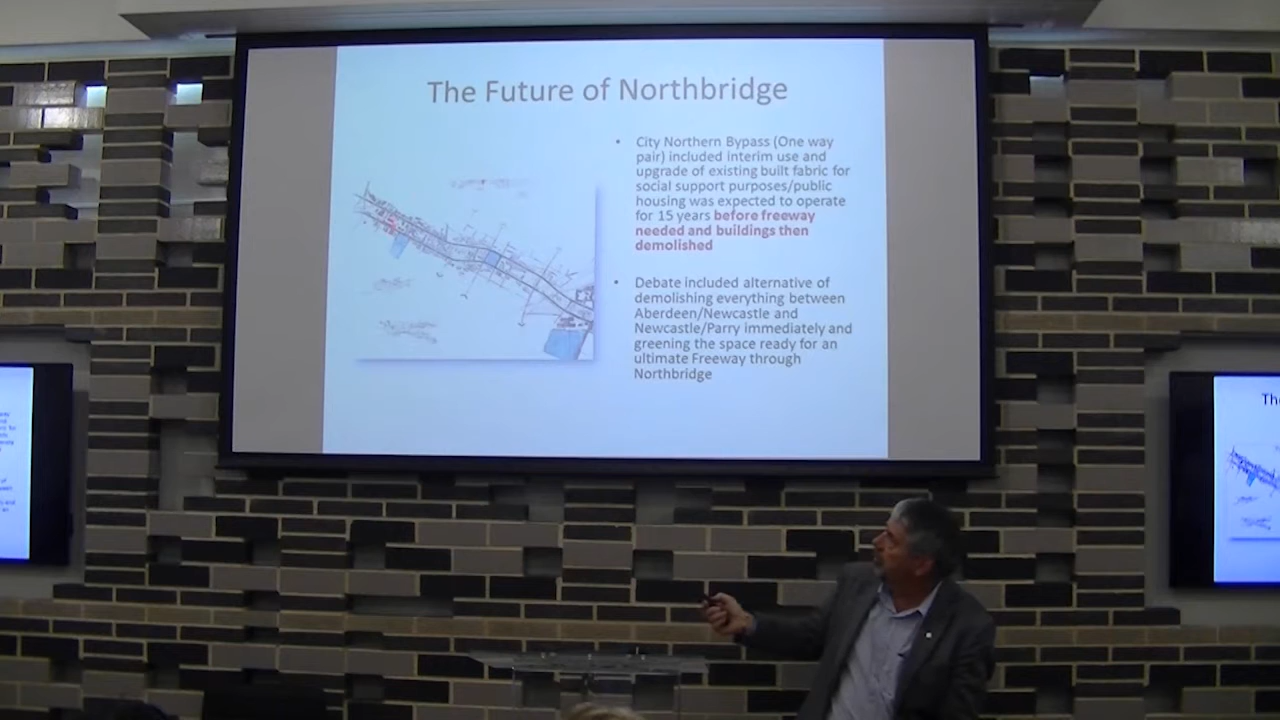 The Future of Northbridge
• City Northern Bypass (One way
pair) included interim use and
upgrade of existing built fabric for
social support purposes/public
housing was expected to operate
for 15 years before freeway
needed and buildings then
demolished
• Debate included alternative of
demolishing everything between
Aberdeen/Newcastle and
Newcastle/Parry immediately and
greening the space ready for an
ultimate Freeway through
Northbridge